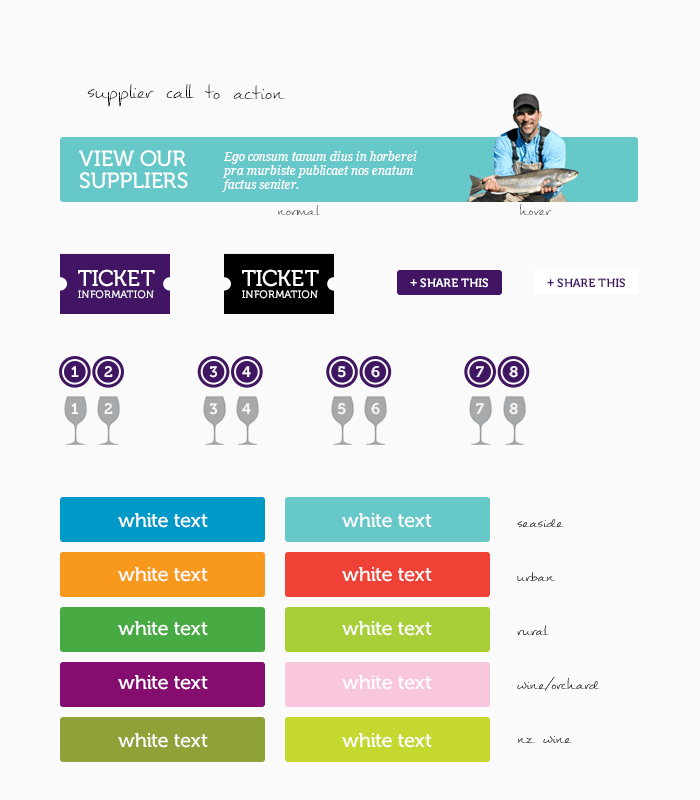 supplier call to action
VIEW OUR
SUPPLIERS
Ego consum tanum dius in horberei
pra murbiste publicaet nos enatum
factus seniter.
normal
hover
TICKET
INFORMATION
TICKET
INFORMATION
+ SHARE THIS
+ SHARE THIS
1 2 3 4 5 6 7 8
1 2 3 4 5 6 7 8
white text white text seaside
white text white text urban
white text white text rural
white text white text wine/orchard
white text white text nz wine